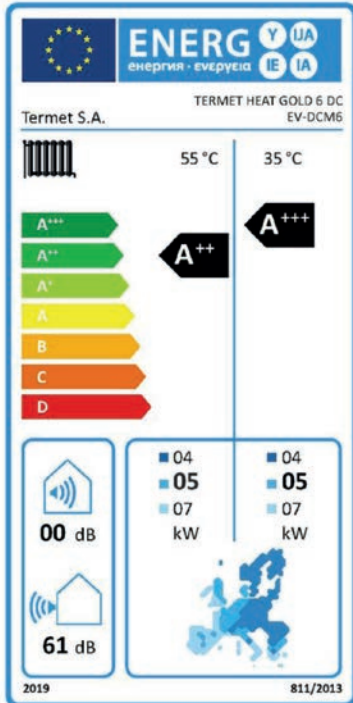 ENERG Y IJA
енергия · ενεργεια IE IA
TERMET HEAT GOLD 6 DC
Termet S.A. EV-DCM6
55 °C 35 °C
A+++
A++
A+
A
B
C
D
A++
A+++
04 04
05 05
07 07
kW kW
00 dB
61 dB
2019 811/2013